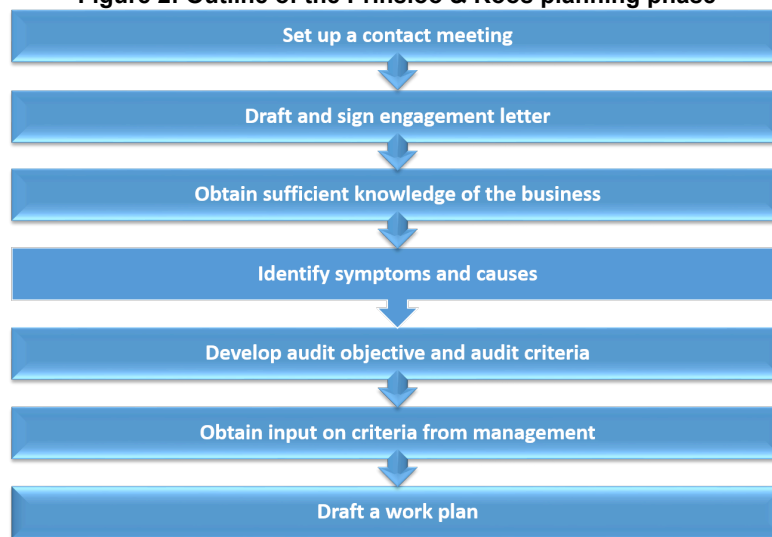 Figure 2: Outline of the Prinsloo & Roos planning phase
Set up a contact meeting
Draft and sign engagement letter
Obtain sufficient knowledge of the business
Identify symptoms and causes
Develop audit objective and audit criteria
Obtain input on criteria from management
Draft a work plan